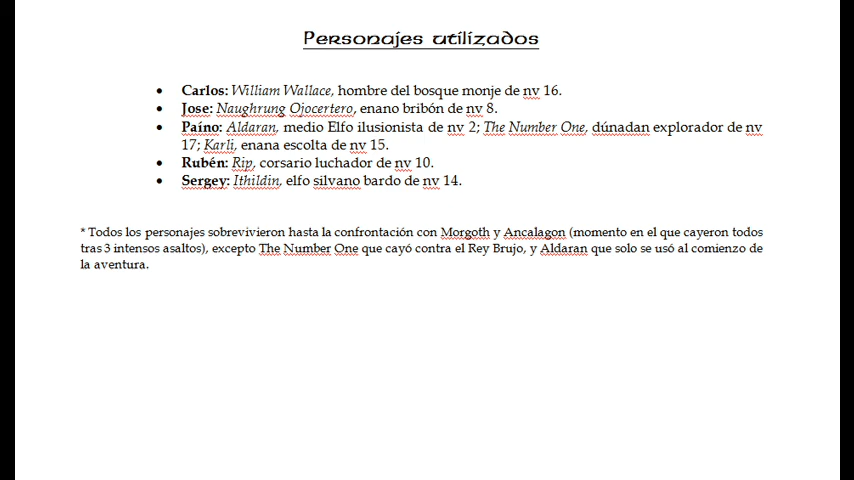 Personajes utilizados
• Carlos: William Wallace, hombre del bosque monje de nv 16.
• Jose: Naughrung Ojocertero, enano bribón de nv 8.
• Paíno: Aldaran, medio Elfo ilusionista de nv 2; The Number One, dúnadan explorador de nv
17; Karli, enana escolta de nv 15.
• Rubén: Rip, corsario luchador de nv 10.
• Sergey: Ithildin, elfo silvano bardo de nv 14.
* Todos los personajes sobrevivieron hasta la confrontación con Morgoth y Ancalagon (momento en el que cayeron todos
tras 3 intensos asaltos), excepto The Number One que cayó contra el Rey Brujo, y Aldaran que solo se usó al comienzo de
la aventura.